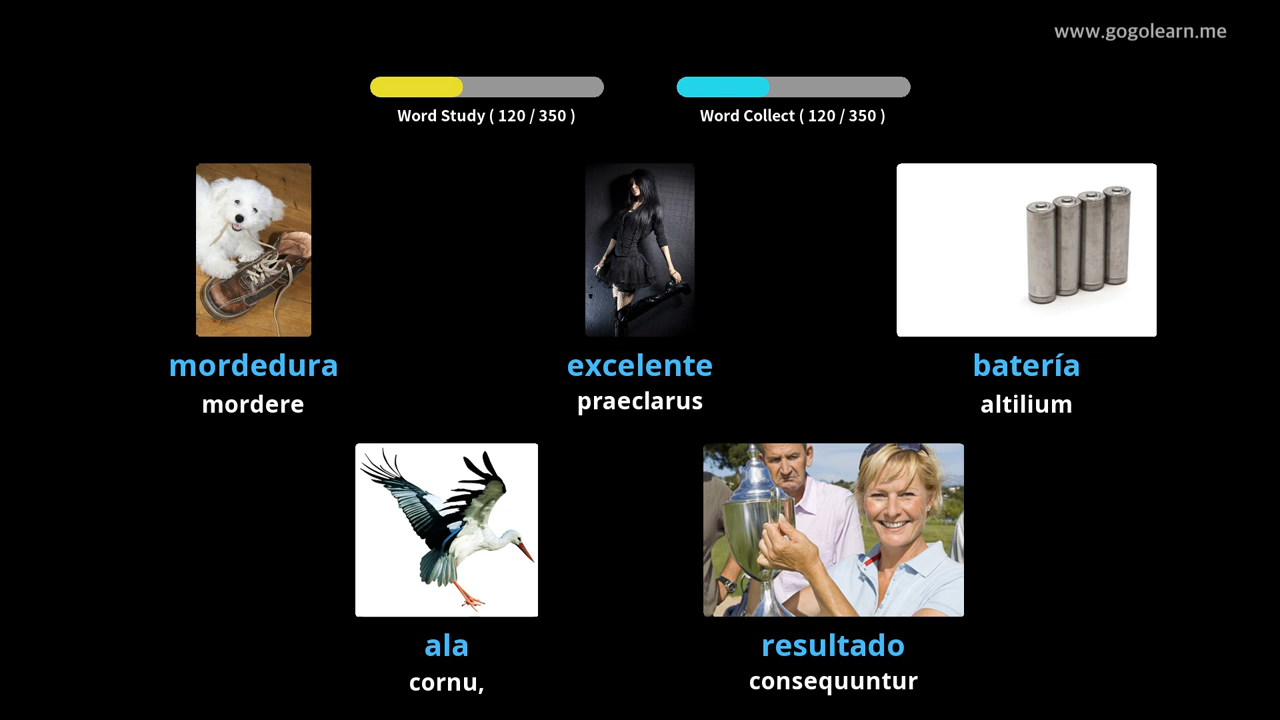 www.gogolearn.me
Word Study ( 120 / 350 )
Word Collect ( 120 / 350 )
mordedura
mordere
excelente
praeclarus
batería
altilium
ala
cornu,
resultado
consequuntur